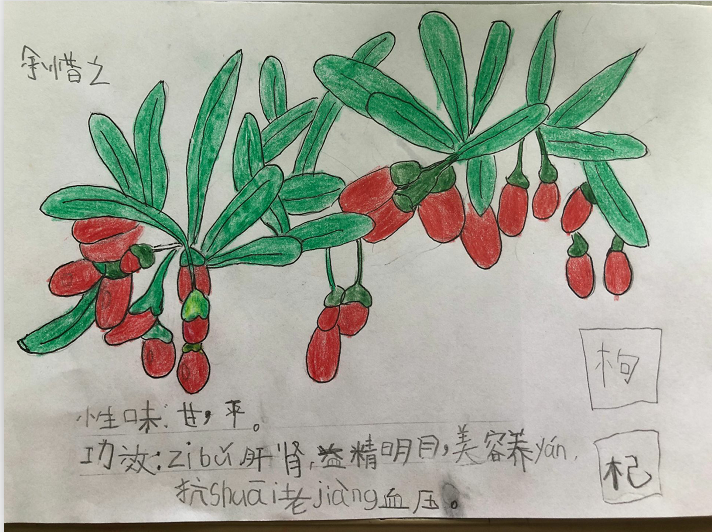 余惜之
性味:甘,平。
功效:zibǔ肝肾,益精明目,美容养yán,
抗shuāi老jiàng血压。
枸
杞